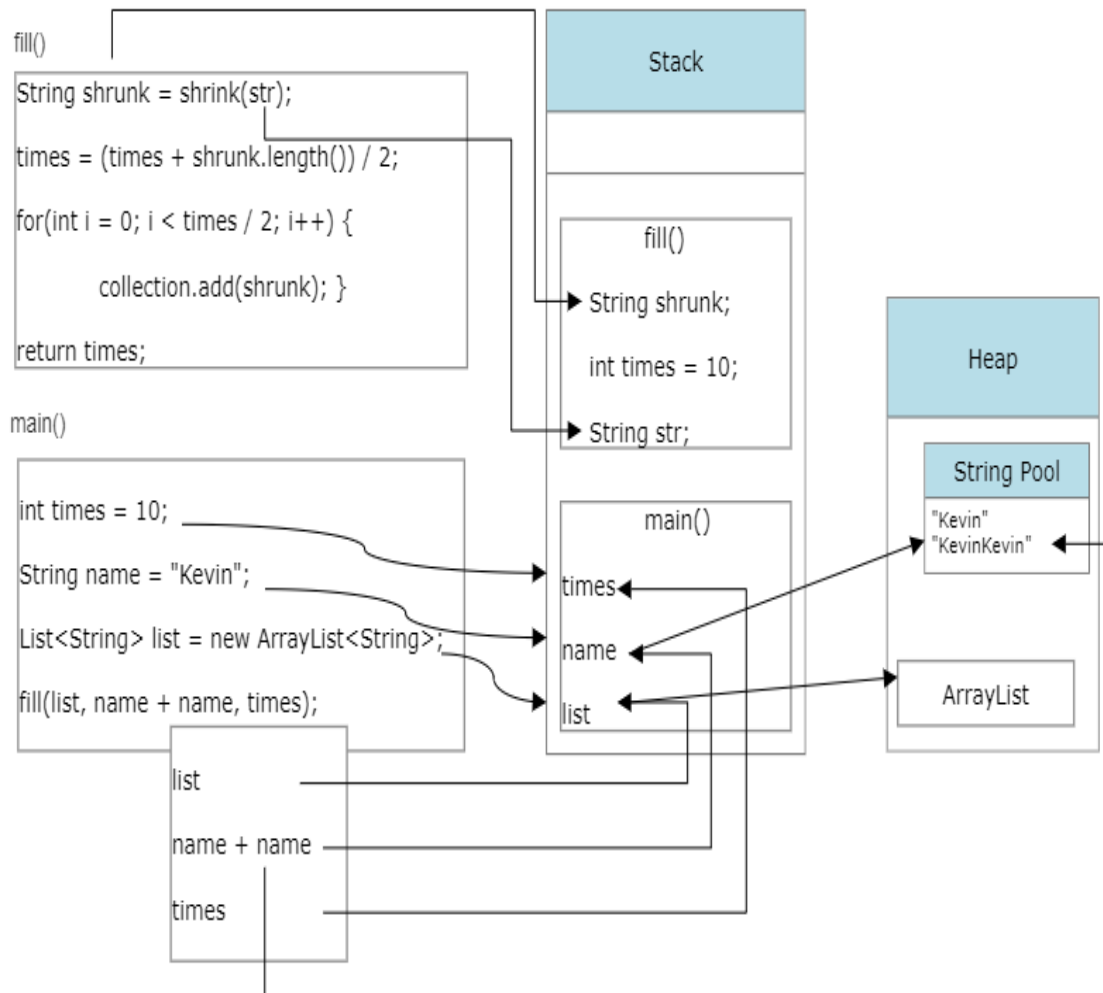 fill()
String shrunk = shrink(str);
times = (times + shrunk.length()) / 2;
for(int i = 0; i < times / 2; i++) {
collection.add(shrunk); }
return times;
main()
int times = 10;
String name = "Kevin";
List<String> list = new ArrayList<String>;
fill(list, name + name, times);
list
name + name
times
Stack
fill()
String shrunk;
int times = 10;
String str;
main()
times
name
list
Heap
String Pool
"Kevin"
"KevinKevin"
ArrayList